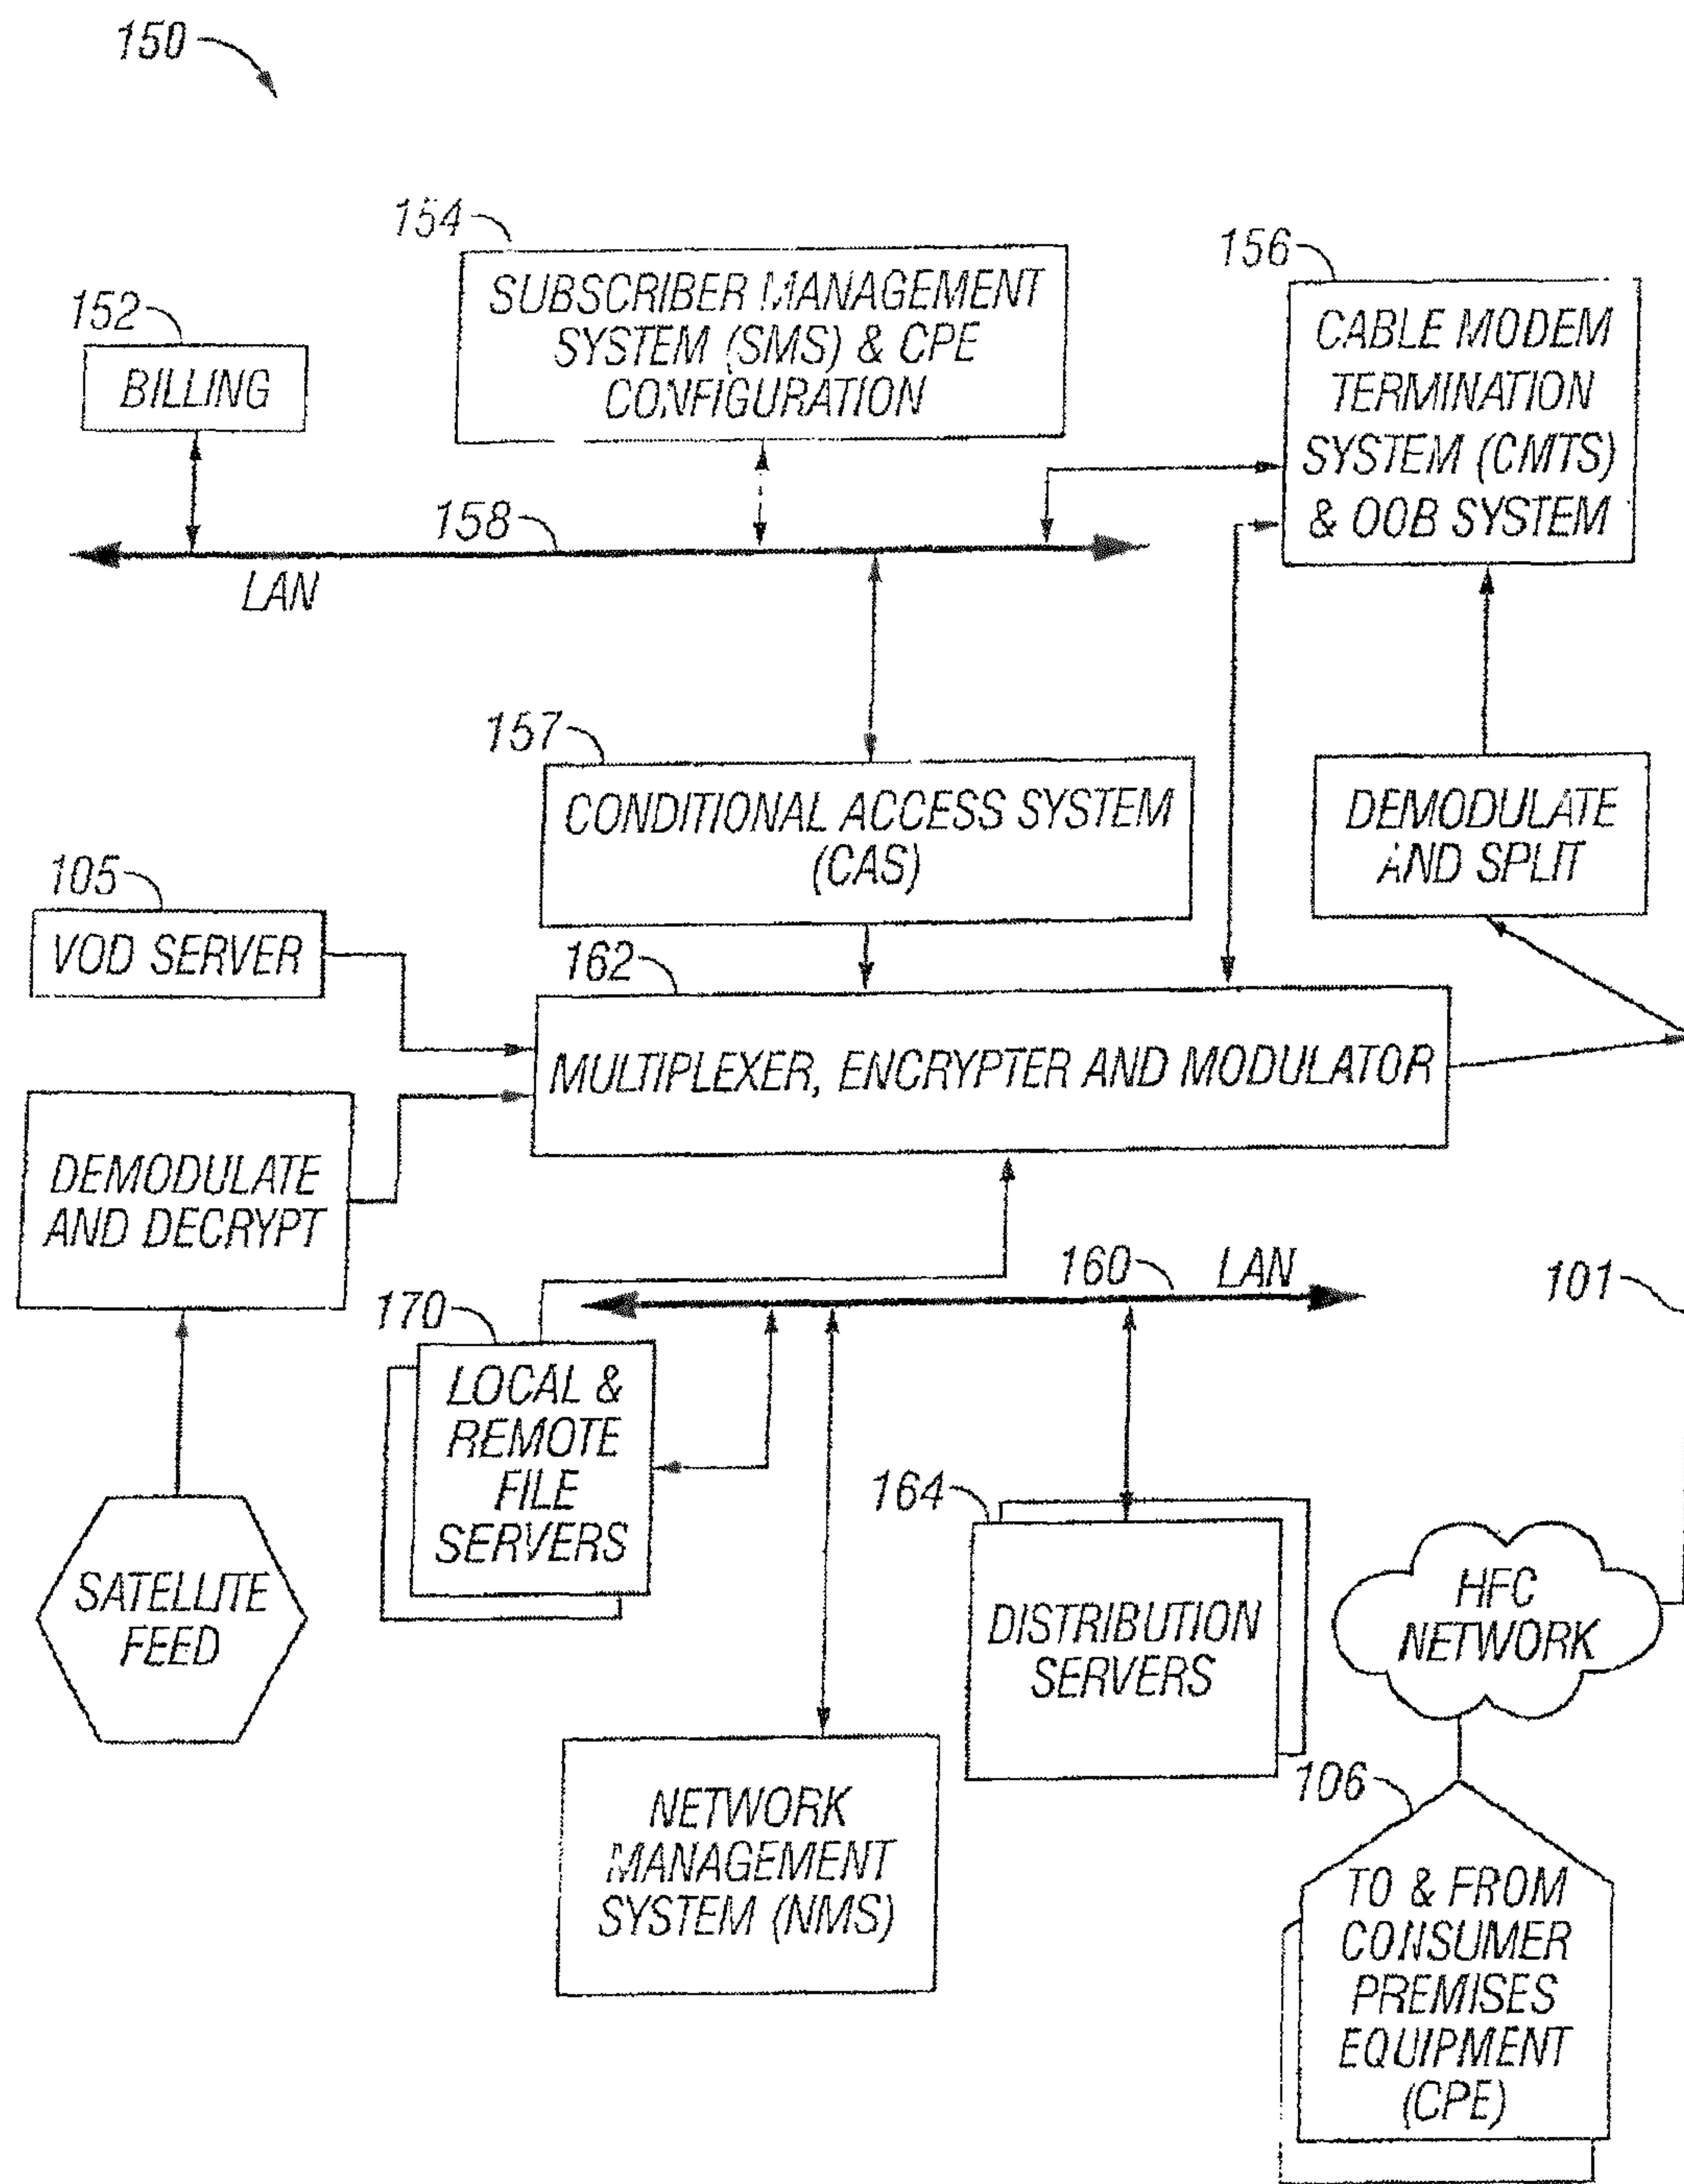 150
154
SUBSCRIBER MANAGEMENT
SYSTEM (SMS) & CPE
CONFIGURATION
156
CABLE MODEM
TERMINATION
SYSTEM (CMTS)
& OOB SYSTEM
152
BILLING
158
LAN
157
CONDITIONAL ACCESS SYSTEM
(CAS)
DEMODULATE
AND SPLIT
105
VOD SERVER
162
MULTIPLEXER, ENCRYPTER AND MODULATOR
DEMODULATE
AND DECRYPT
160
LAN
101
170
LOCAL &
REMOTE
FILE
SERVERS
164
DISTRIBUTION
SERVERS
HFC
NETWORK
SATELLITE
FEED
106
NETWORK
MANAGEMENT
SYSTEM (NMS)
TO & FROM
CONSUMER
PREMISES
EQUIPMENT
(CPE)